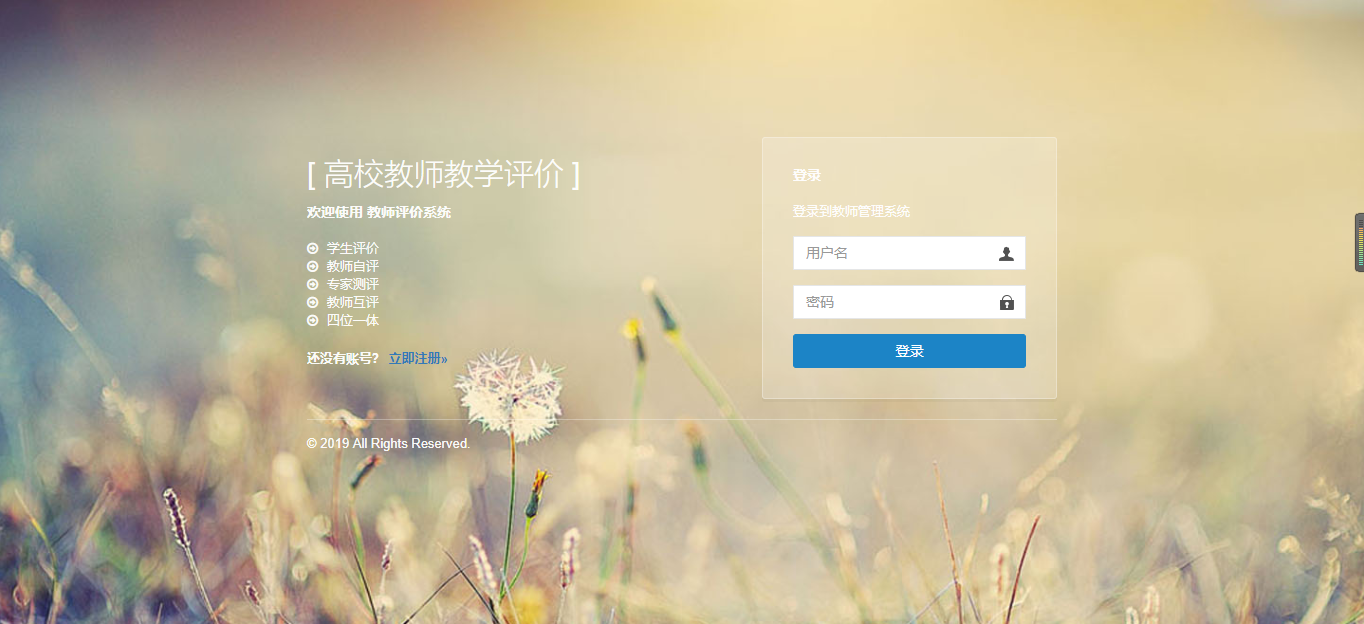 [ 高校教师教学评价 ]
欢迎使用 教师评价系统
学生评价
教师自评
专家测评
教师互评
四位一体
还没有账号? 立即注册»
登录
登录到教师管理系统
用户名
密码
登录
© 2019 All Rights Reserved.